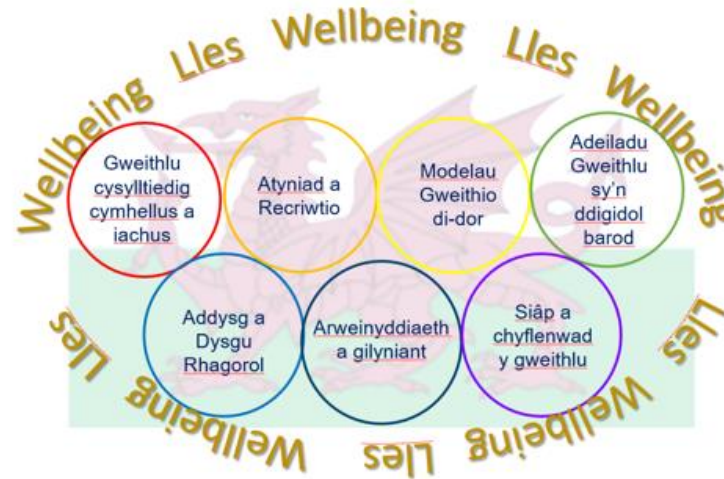 Wellbeing Lles Wellbeing Lles Wellbeing
Gweithlu
cysylltiedig
cymhellus a
iachus
Atyniad a
Recriwtio
Modelau
Gweithio
di-dor
Adeiladu
Gweithlu
sy'n
ddigidol
barod
Addysg a
Dysgu
Rhagorol
Arweinyddiaeth
a gilyniant
Siâp a
chyflenwad
y gweithlu
Lles Wellbeing Lles Wellbeing Lles